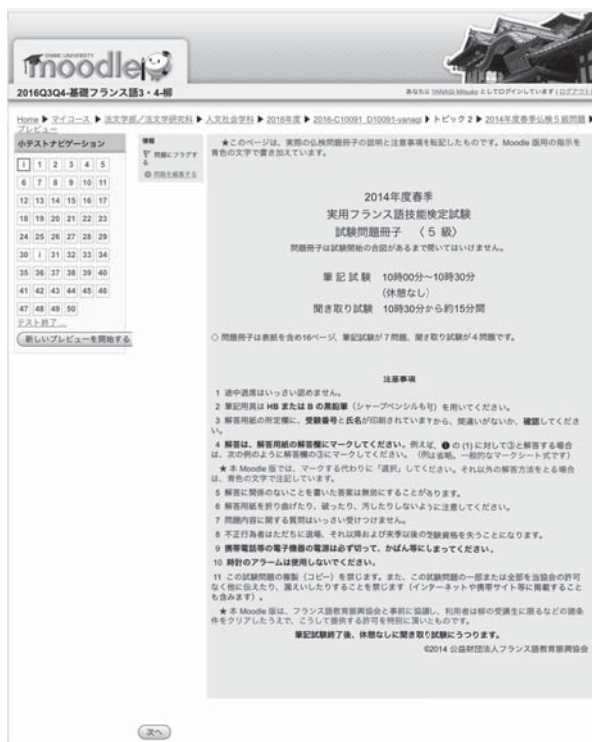 EHIME UNIVERSITY
moodle
2016Q3Q4-基礎フランス語3・4-柳
あなたは YANAGI Mitsuko としてログインしています (ログアウト)
Home ▶ マイコース ▶ 法文学部／法文学研究科 ▶ 人文社会学科 ▶ 2016年度 ▶ 2016-C10091_D10091-yanagi ▶ トピック 2 ▶ 2014年度春季仏検5級問題 ▶
プレビュー
小テストナビゲーション
i 1 2 3 4 5
6 7 8 9 10 11
12 13 14 15 16 17
18 19 20 21 22 23
24 25 26 27 28 29
30 i 31 32 33 34
35 36 37 38 39 40
41 42 43 44 45 46
47 48 49 50
テスト終了 ...
新しいプレビューを開始する
情報
問題にフラグす
る
問題を編集する
★このページは、実際の仏検問題冊子の説明と注意事項を転記したものです。Moodle 版用の指示を
青色の文字で書き加えています。
2014年度春季
実用フランス語技能検定試験
試験問題冊子 〈 5 級〉
問題冊子は試験開始の合図があるまで開いてはいけません。
筆 記 試 験 10時00分～10時30分
(休憩なし)
聞き取り試験 10時30分から約15分間
◇ 問題冊子は表紙を含め16ページ、筆記試験が７問題、聞き取り試験が４問題です。
注意事項
1 途中退席はいっさい認めません。
2 筆記用具は HB または B の黒鉛筆（シャープペンシルも可）を用いてください。
3 解答用紙の所定欄に、受験番号と氏名が印刷されていますから、間違いがないか、確認してくださ
い。
4 解答は、解答用紙の解答欄にマークしてください。例えば、❶ の (1) に対して③と解答する場合
は、次の例のように解答欄の③にマークしてください。（例は省略。一般的なマークシート式です）
★ 本 Moodle 版では、マークする代わりに「選択」してください。それ以外の解答方法をとる場合
は、青色の文字で注記しています。
5 解答に関係のないことを書いた答案は無効にすることがあります。
6 解答用紙を折り曲げたり、破ったり、汚したりしないように注意してください。
7 問題内容に関する質問はいっさい受けつけません。
8 不正行為者はただちに退場、それ以降および来季以後の受験資格を失うことになります。
9 携帯電話等の電子機器の電源は必ず切って、かばん等にしまってください。
10 時計のアラームは使用しないでください。
11 この試験問題の複製（コピー）を禁じます。また、この試験問題の一部または全部を当協会の許可
なく他に伝えたり、漏えいしたりすることを禁じます（インターネットや携帯サイト等に掲載すること
も含みます）。
★ 本 Moodle 版は、フランス語教育振興協会と事前に協議し、利用者は柳の受講生に限るなどの諸条
件をクリアしたうえで、こうして提供する許可を特別に頂いたものです。
筆記試験終了後、休憩なしに聞き取り試験にうつります。
©2014 公益財団法人フランス語教育振興協会
次へ